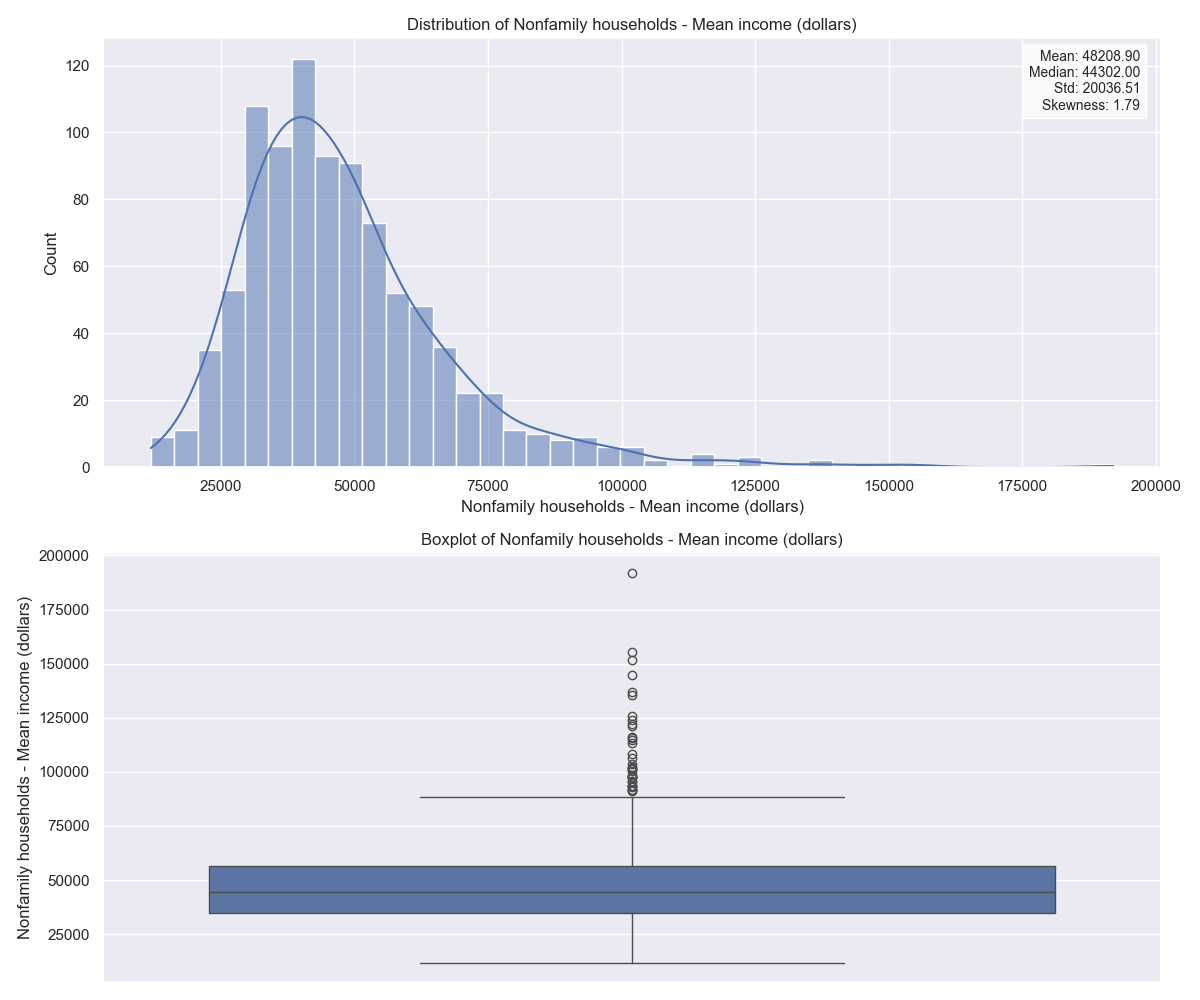 Distribution of Nonfamily households - Mean income (dollars)
Mean: 48208.90
Median: 44302.00
Std: 20036.51
Skewness: 1.79
120
100
80
60
40
20
0
Count
25000
50000
75000
100000
125000
150000
175000
200000
Nonfamily households - Mean income (dollars)
Boxplot of Nonfamily households - Mean income (dollars)
200000
175000
150000
125000
100000
75000
50000
25000
Nonfamily households - Mean income (dollars)